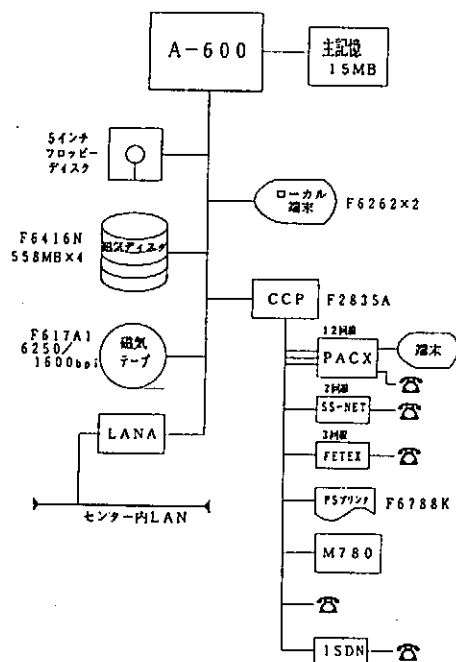 A-600
主記憶
15MB
5インチ
フロッピー
ディスク
ローカル
端末
F6262×2
F6416N
558MB×4
磁気ディスク
CCP
F2835A
F617A1
6250/
1600bpi
磁気
テープ
12回線
PACX
端末
2回線
SS-NET
LANA
3回線
FETEX
センター内LAN
PSプリンタ
F6788K
M780
ISDN